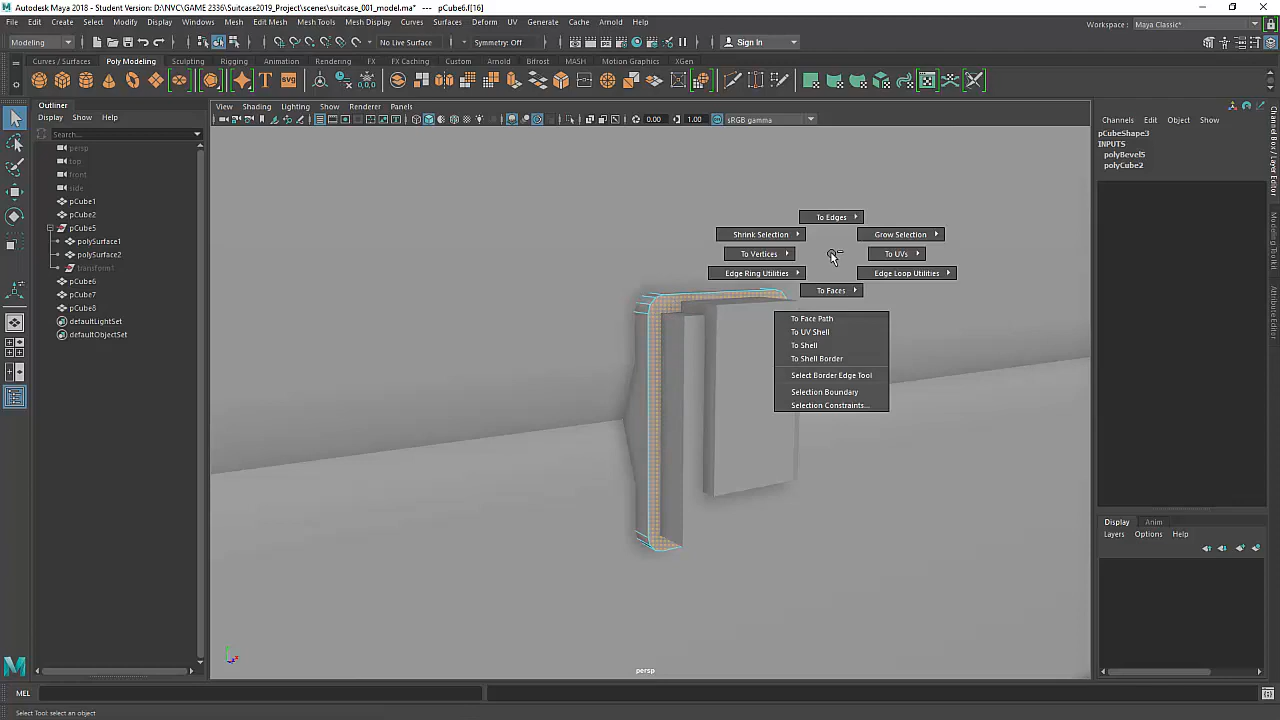 Autodesk Maya 2018 - Student Version: D:\NVC\GAME 2336\Suitcase2019_Project\scenes\suitcase_001_model.ma* --- pCube6.f[16]
File Edit Create Select Modify Display Windows Mesh Edit Mesh Mesh Tools Mesh Display Curves Surfaces Deform UV Generate Cache Arnold Help
Workspace : Maya Classic*
Modeling No Live Surface Symmetry: Off Sign In
Curves / Surfaces Poly Modeling Sculpting Rigging Animation Rendering FX FX Caching Custom Arnold Bifrost MASH Motion Graphics XGen
Outliner
Display Show Help
Search...
persp
top
front
side
pCube1
pCube2
pCube5
polySurface1
polySurface2
transform1
pCube6
pCube7
pCube8
defaultLightSet
defaultObjectSet
View Shading Lighting Show Renderer Panels
0.00 1.00 sRGB gamma
To Edges
Shrink Selection Grow Selection
To Vertices To UVs
Edge Ring Utilities Edge Loop Utilities
To Faces
To Face Path
To UV Shell
To Shell
To Shell Border
Select Border Edge Tool
Selection Boundary
Selection Constraints...
persp
Channels Edit Object Show
pCubeShape3
INPUTS
polyBevel5
polyCube2
Channel Box / Layer Editor
Modeling Toolkit
Attribute Editor
Display Anim
Layers Options Help
MEL
Select Tool: select an object